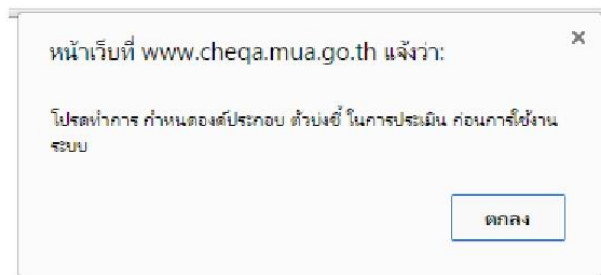 หน้าเว็บที่ www.cheqa.mua.go.th แจ้งว่า:
โปรดทำการ กำหนดองค์ประกอบ ตัวบ่งชี้ ในการประเมิน ก่อนการใช้งาน
ระบบ
ตกลง